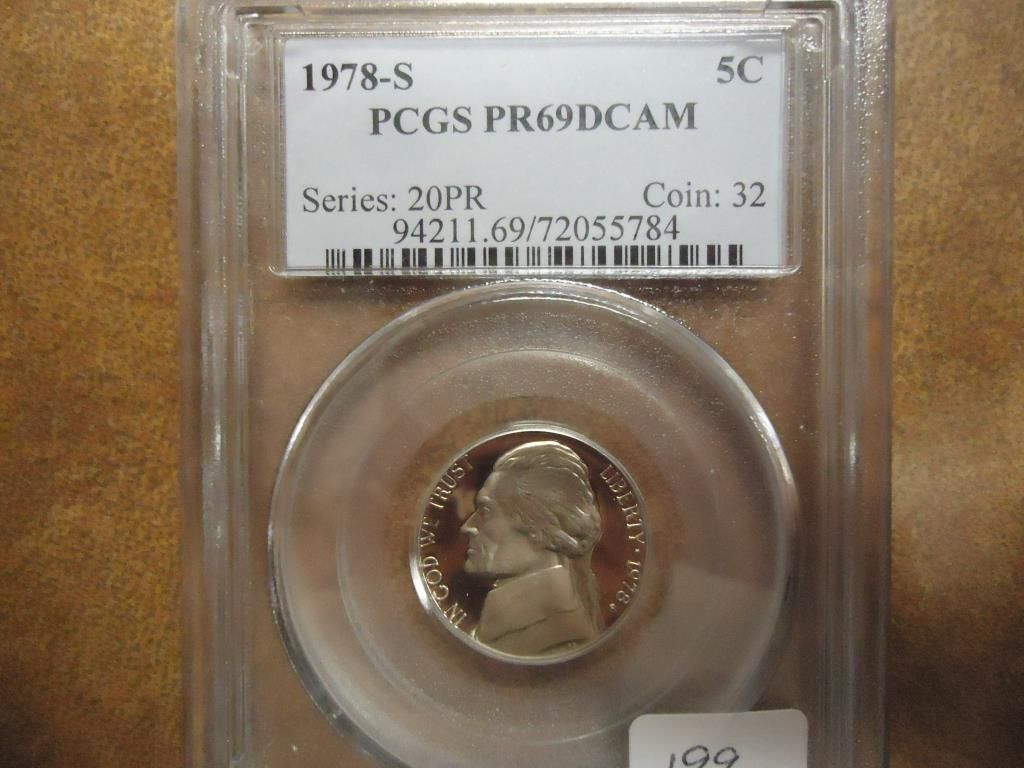 1978-S 5C
PCGS PR69DCAM
Series: 20PR Coin: 32
94211.69/72055784
IN GOD WE TRUST
LIBERTY · 1978
199